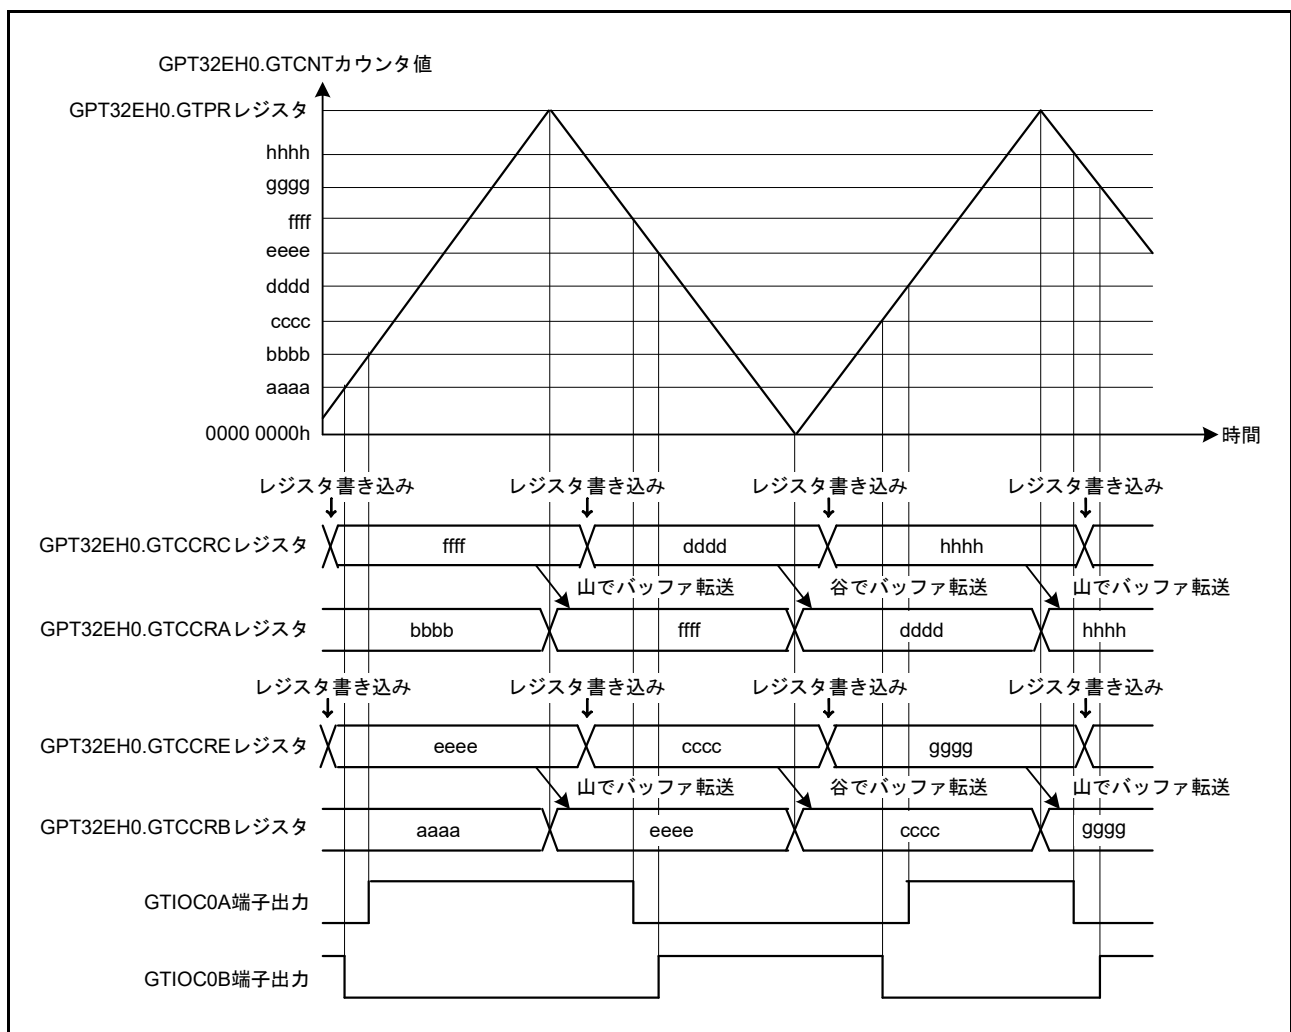 GPT32EH0.GTCNTカウンタ値
GPT32EH0.GTPRレジスタ
hhhh
gggg
ffff
eeee
dddd
cccc
bbbb
aaaa
0000 0000h
時間
レジスタ書き込み レジスタ書き込み レジスタ書き込み レジスタ書き込み
GPT32EH0.GTCCRCレジスタ ffff dddd hhhh
山でバッファ転送 谷でバッファ転送 山でバッファ転送
GPT32EH0.GTCCRAレジスタ bbbb ffff dddd hhhh
レジスタ書き込み レジスタ書き込み レジスタ書き込み レジスタ書き込み
GPT32EH0.GTCCREレジスタ eeee cccc gggg
山でバッファ転送 谷でバッファ転送 山でバッファ転送
GPT32EH0.GTCCRBレジスタ aaaa eeee cccc gggg
GTIOC0A端子出力
GTIOC0B端子出力